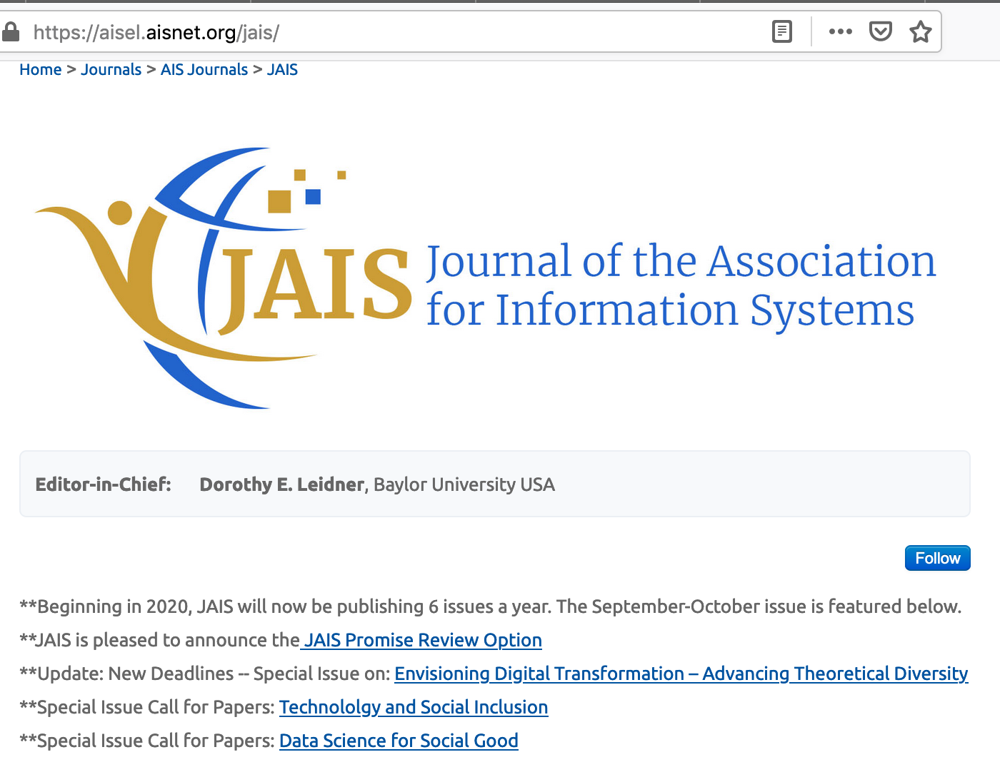 https://aisel.aisnet.org/jais/
Home > Journals > AIS Journals > JAIS
JAIS
Journal of the Association
for Information Systems
Editor-in-Chief: Dorothy E. Leidner, Baylor University USA
Follow
**Beginning in 2020, JAIS will now be publishing 6 issues a year. The September-October issue is featured below.
**JAIS is pleased to announce the JAIS Promise Review Option
**Update: New Deadlines -- Special Issue on: Envisioning Digital Transformation – Advancing Theoretical Diversity
**Special Issue Call for Papers: Technololgy and Social Inclusion
**Special Issue Call for Papers: Data Science for Social Good